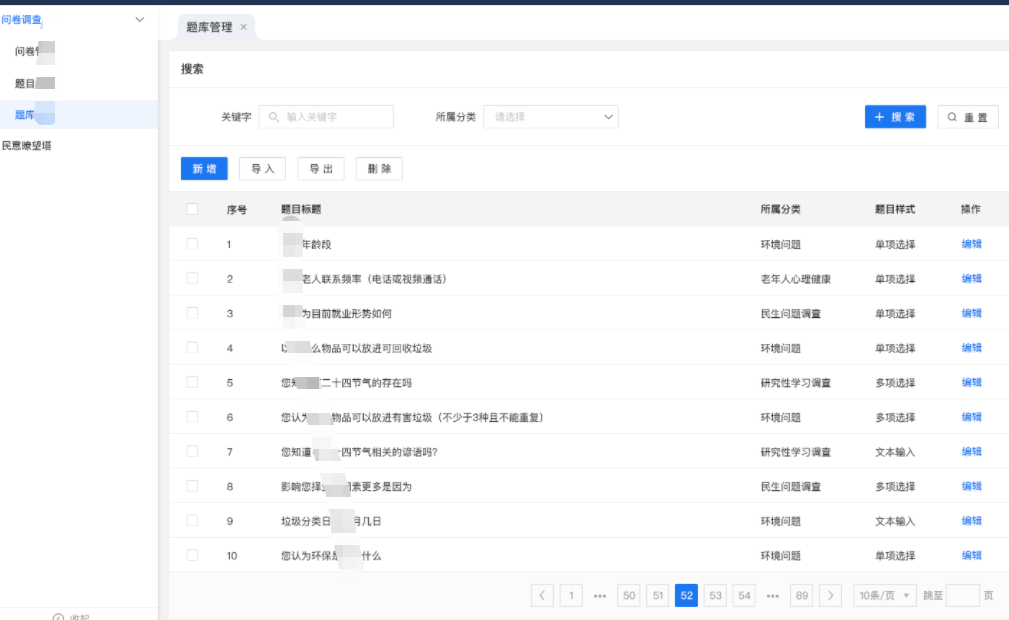 问卷调查
题库管理 ×
问卷
题目
题库
民意瞭望塔
收起
搜索
关键字 输入关键字 所属分类 请选择 + 搜 索 重 置
新 增 导 入 导 出 删 除
序号 题目标题 所属分类 题目样式 操作
1 年龄段 环境问题 单项选择 编辑
2 老人联系频率（电话或视频通话） 老年人心理健康 单项选择 编辑
3 为目前就业形势如何 民生问题调查 单项选择 编辑
4 么物品可以放进可回收垃圾 环境问题 单项选择 编辑
5 您知 二十四节气的存在吗 研究性学习调查 多项选择 编辑
6 您认为 物品可以放进有害垃圾（不少于3种且不能重复） 环境问题 多项选择 编辑
7 您知道 四节气相关的谚语吗? 研究性学习调查 文本输入 编辑
8 影响您择 素更多是因为 民生问题调查 多项选择 编辑
9 垃圾分类日 月几日 环境问题 文本输入 编辑
10 您认为环保是 什么 环境问题 单项选择 编辑
< 1 ••• 50 51 52 53 54 ••• 89 > 10条/页 跳至 页